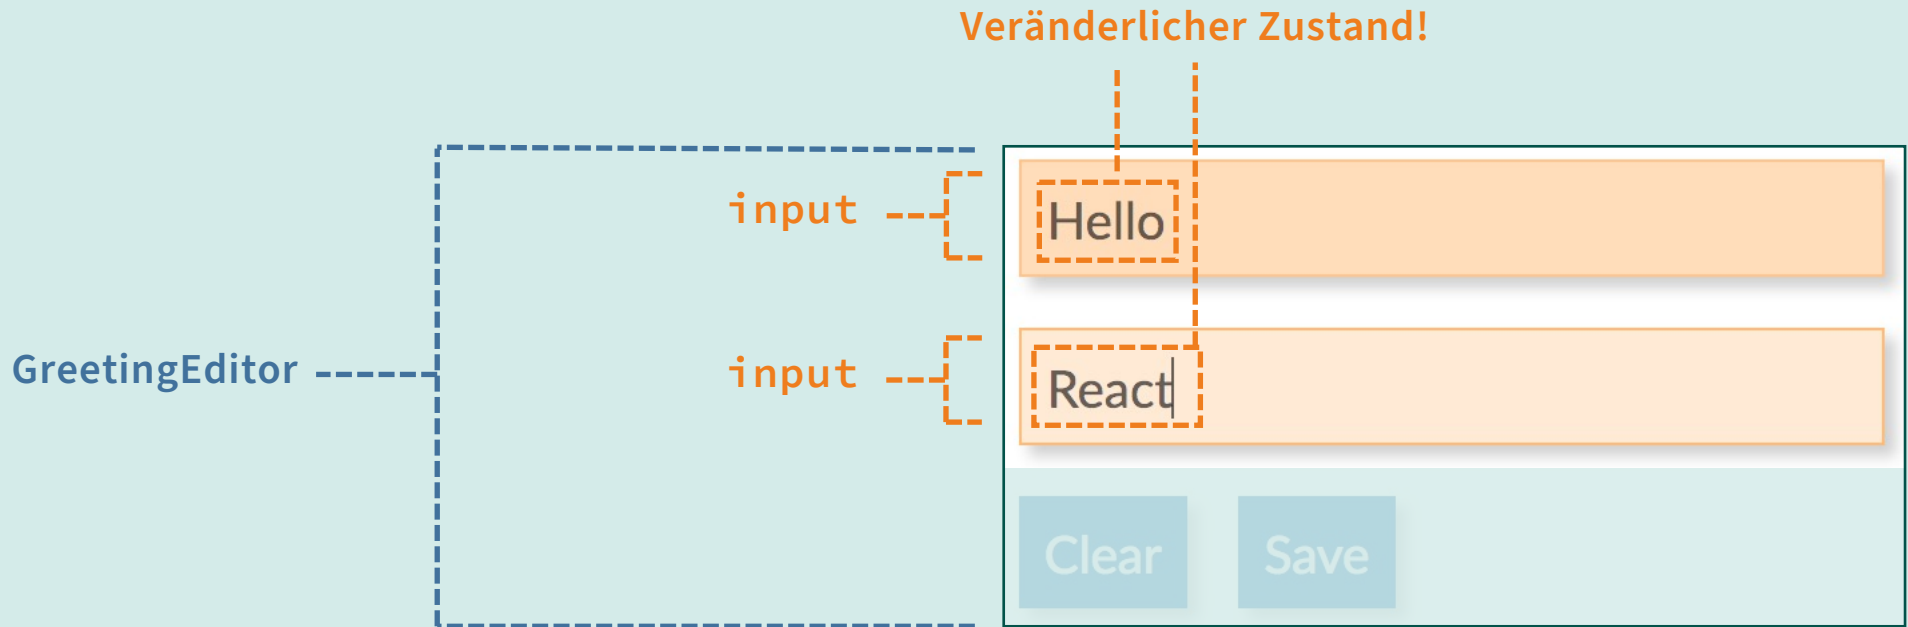 Veränderlicher Zustand!
input
Hello
GreetingEditor
input
React
Clear
Save